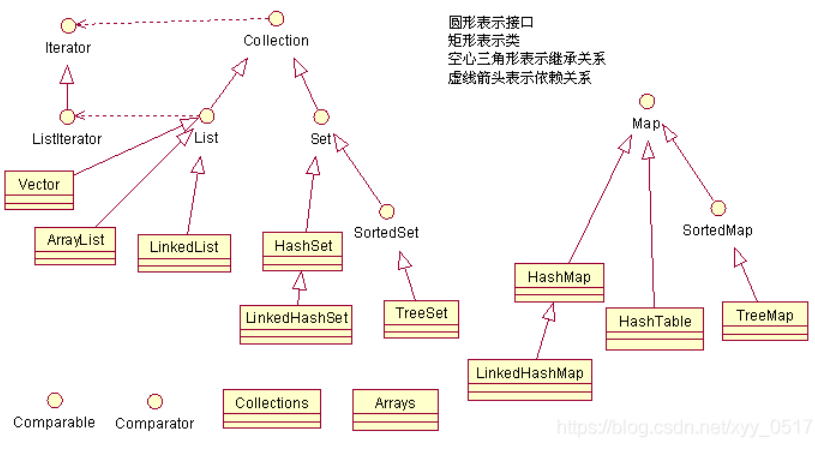 圆形表示接口
矩形表示类
空心三角形表示继承关系
虚线箭头表示依赖关系
Iterator
Collection
ListIterator
List
Set
Map
Vector
ArrayList
LinkedList
HashSet
SortedSet
SortedMap
LinkedHashSet
TreeSet
HashMap
HashTable
TreeMap
LinkedHashMap
Comparable
Comparator
Collections
Arrays
https://blog.csdn.net/xyy_0517